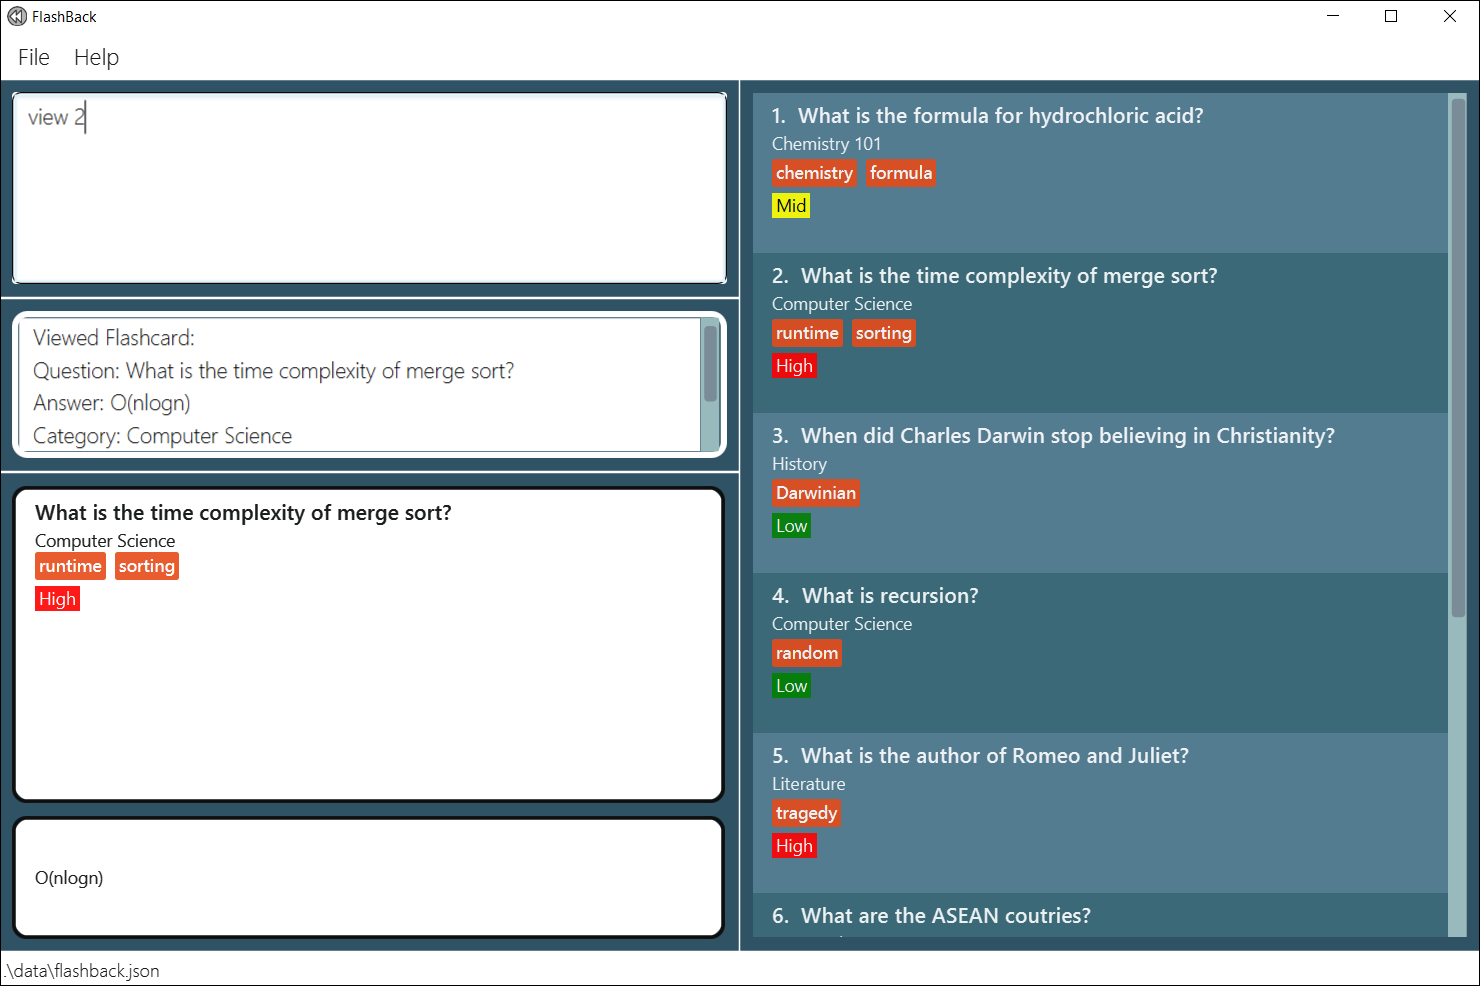 FlashBack
File Help
view 2
Viewed Flashcard:
Question: What is the time complexity of merge sort?
Answer: O(nlogn)
Category: Computer Science
What is the time complexity of merge sort?
Computer Science
runtime sorting
High
O(nlogn)
1. What is the formula for hydrochloric acid?
Chemistry 101
chemistry formula
Mid
2. What is the time complexity of merge sort?
Computer Science
runtime sorting
High
3. When did Charles Darwin stop believing in Christianity?
History
Darwinian
Low
4. What is recursion?
Computer Science
random
Low
5. What is the author of Romeo and Juliet?
Literature
tragedy
High
6. What are the ASEAN coutries?
.\data\flashback.json